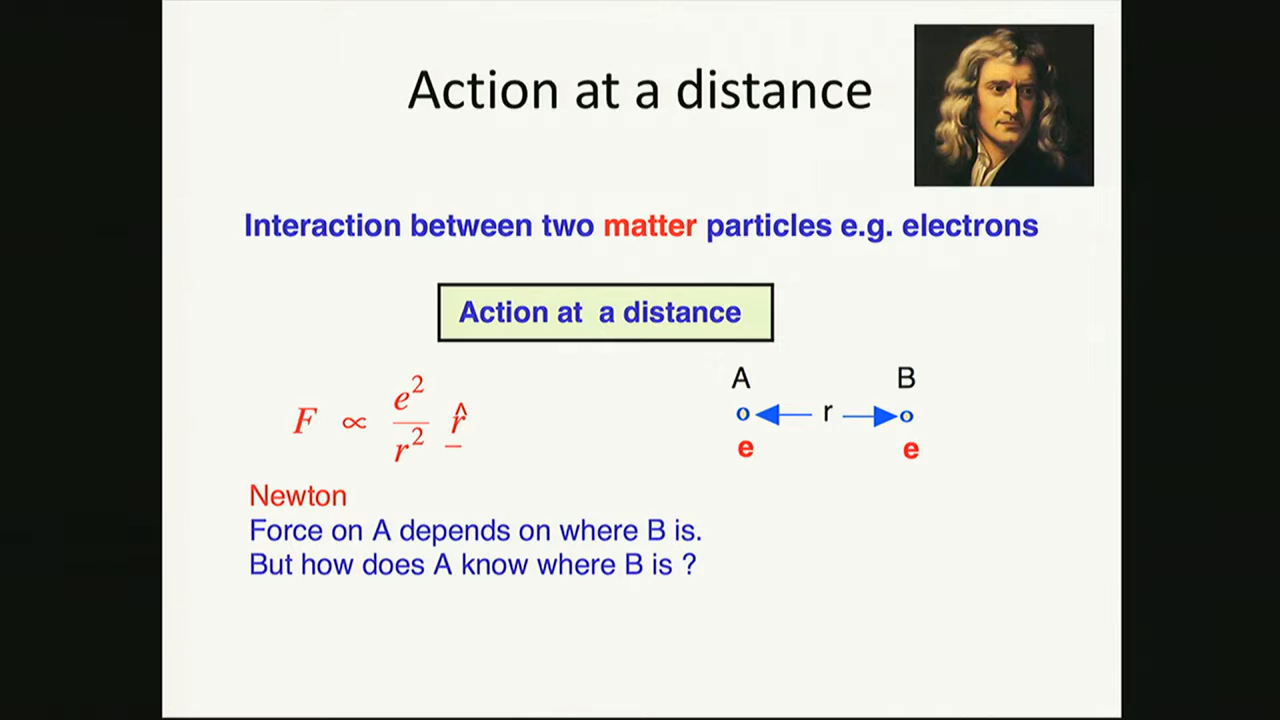 Action at a distance
Interaction between two matter particles e.g. electrons
Action at a distance
A B
F ∝ e²/r² r̂
r
e e
Newton
Force on A depends on where B is.
But how does A know where B is ?